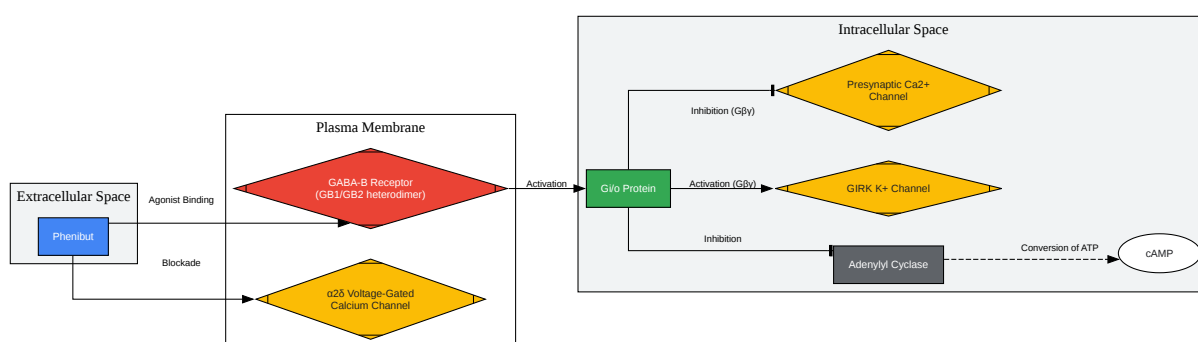 Intracellular Space
Presynaptic Ca2+
Channel
Inhibition (Gβγ)
Plasma Membrane
GABA-B Receptor
(GB1/GB2 heterodimer)
Activation
Gi/o Protein
Activation (Gβγ)
GIRK K+ Channel
Extracellular Space
Agonist Binding
Phenibut
Inhibition
Conversion of ATP
cAMP
Adenylyl Cyclase
Blockade
α2δ Voltage-Gated
Calcium Channel